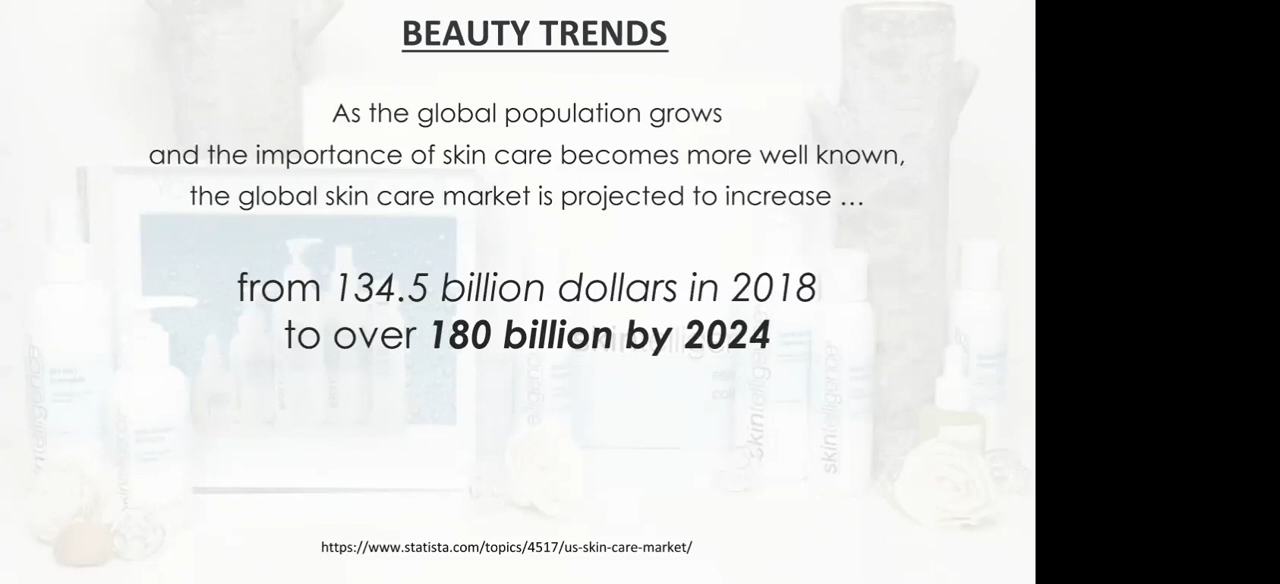 BEAUTY TRENDS
As the global population grows
and the importance of skin care becomes more well known,
the global skin care market is projected to increase …
from 134.5 billion dollars in 2018
to over 180 billion by 2024
skintelligence
skintelligence
https://www.statista.com/topics/4517/us-skin-care-market/